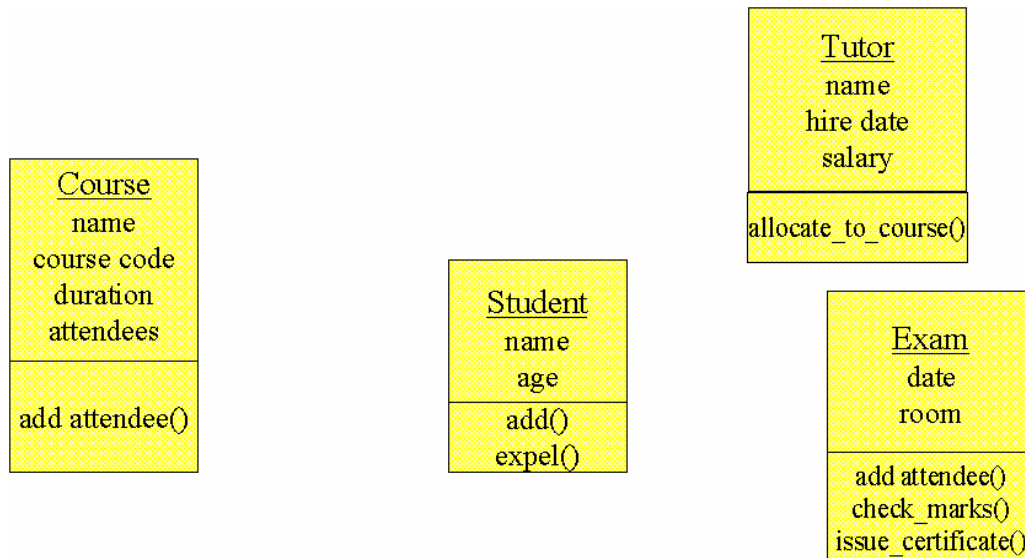 Course
name
course code
duration
attendees
add attendee()
Student
name
age
add()
expel()
Tutor
name
hire date
salary
allocate_to_course()
Exam
date
room
add attendee()
check_marks()
issue_certificate()